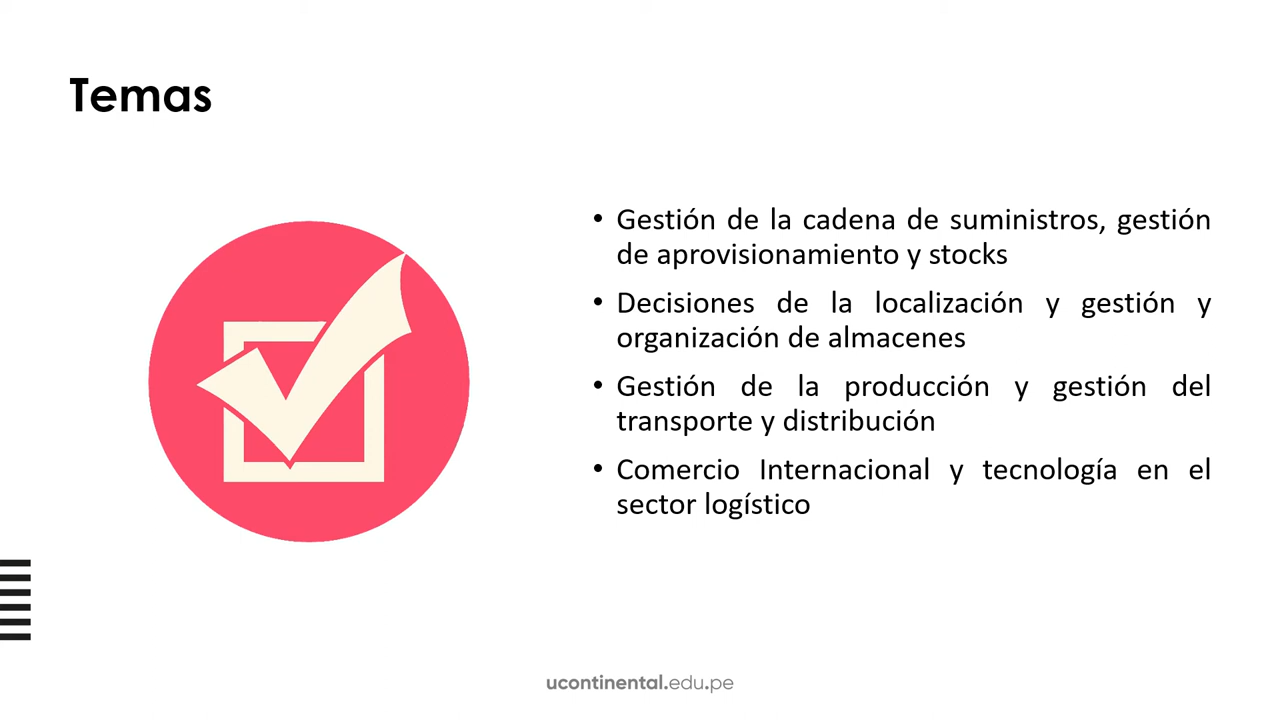 Temas
• Gestión de la cadena de suministros, gestión
de aprovisionamiento y stocks
• Decisiones de la localización y gestión y
organización de almacenes
• Gestión de la producción y gestión del
transporte y distribución
• Comercio Internacional y tecnología en el
sector logístico
ucontinental.edu.pe